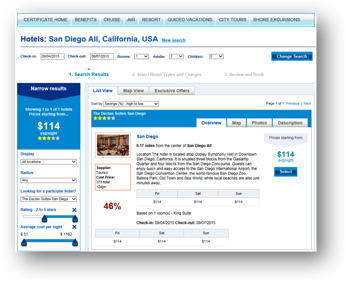 CERTIFICATE HOME BENEFITS CRUISE AIR RESORT GUIDED VACATIONS CITY TOURS SHORE EXCURSIONS
Hotels: San Diego All, California, USA New search
Check-in: 09/04/2015 Check-out: 09/07/2015 Rooms: 1 Adults: 2 Children: 0 Change Search
1. Search Results 2. Select Room Types and Charges 3. Review and Book
Narrow results
Showing 1 to 1 of 1 hotels
Prices starting from...
$114
avg/night
Display
All locations
Radius
Any
Looking for a particular hotel?
The Declan Suites San Diego
Rating - 2 to 5 stars
Average cost per night
$ 51 $ 1162
List View Map View Exclusive Offers
Sort by Savings (%) - high to low Page 1 of 1 Previous | Next
The Declan Suites San Diego
Overview Map Photos Description
San Diego
0.17 miles from the center of San Diego All
Location The hotel is located atop Copley Symphony Hall in Downtown
San Diego, California. It is situated three blocks from the Gaslamp
Quarter and four blocks from the San Diego Concourse. Guests can
enjoy quick and easy access to the San Diego International Airport, the
San Diego Convention Center, the world-famous San Diego Zoo,
Balboa Park, Old Town and Sea World, while local beaches are also just
minutes away.
Prices starting from
$114
avg/night
Select
Supplier:
Tourico
Cost Price:
373 total
124pn
46%
Fri Sat Sun
$114 $114 $114
Based on 1 room(s) - King Suite
Check-in: 09/04/2015 Check-out: 09/07/2015
Fri Sat Sun
$114 $114 $114